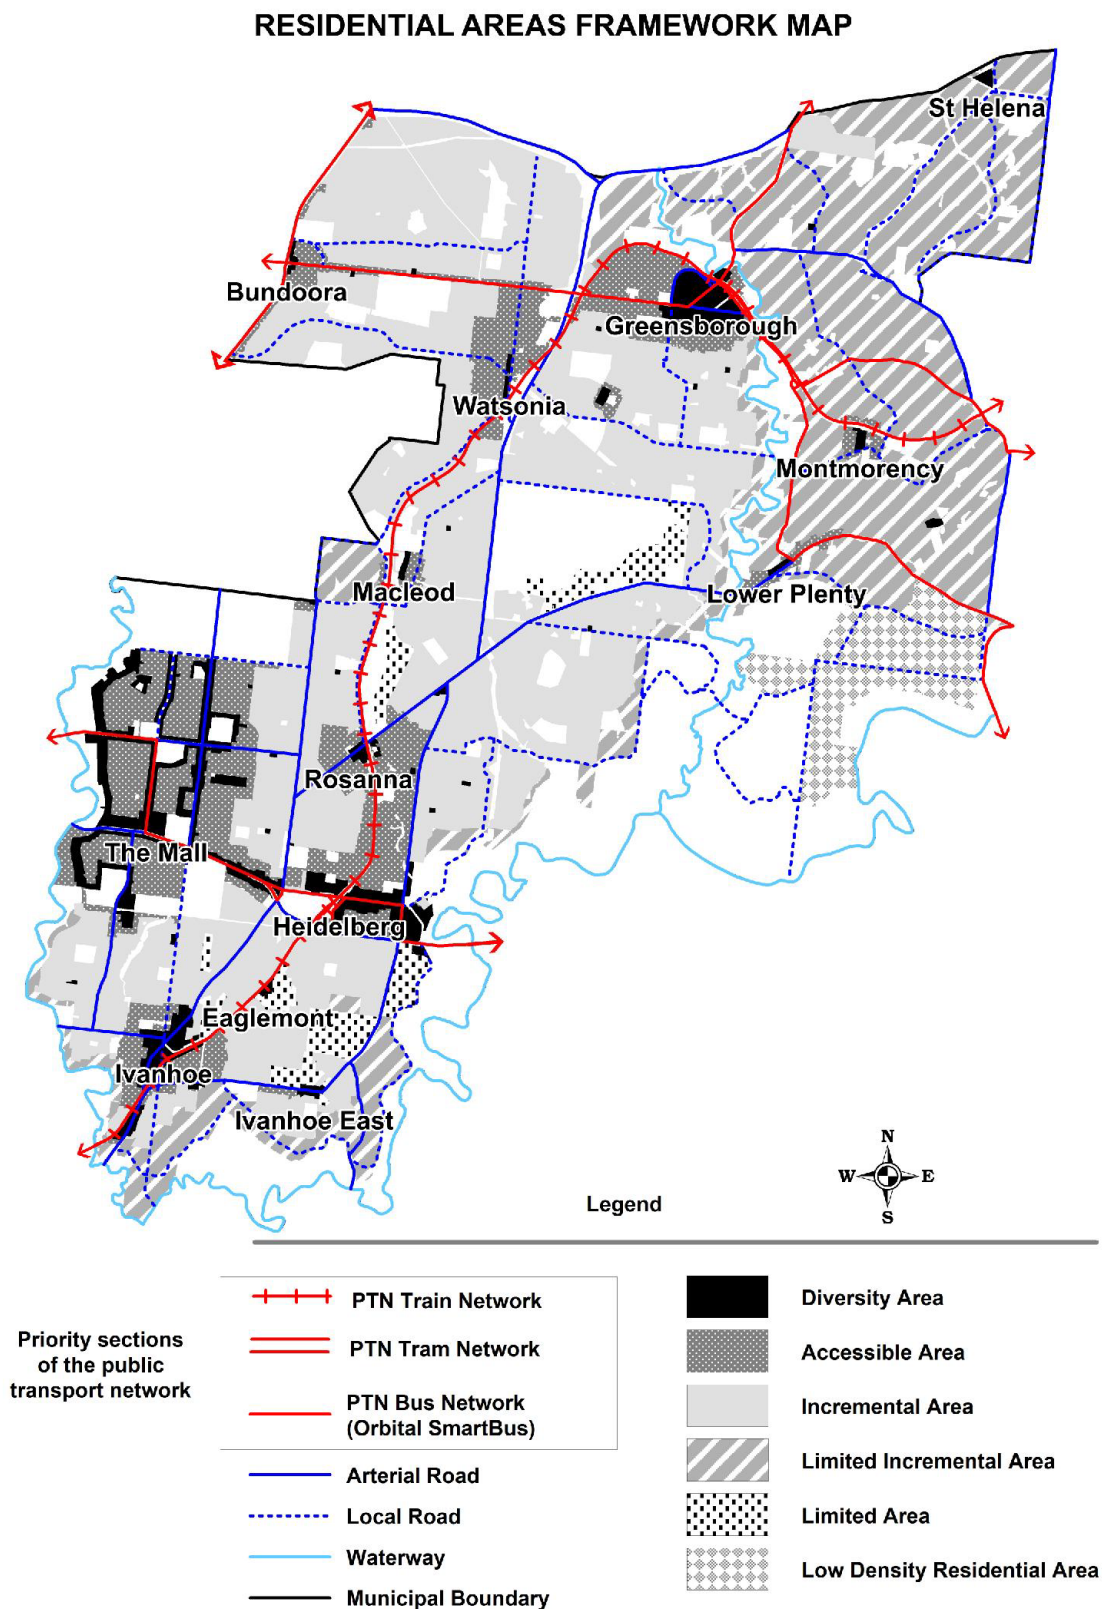 RESIDENTIAL AREAS FRAMEWORK MAP
St Helena
Bundoora
Greensborough
Watsonia
Montmorency
Macleod
Lower Plenty
Rosanna
The Mall
Heidelberg
Eaglemont
Ivanhoe
Ivanhoe East
N
W
E
S
Legend
Priority sections
of the public
transport network
PTN Train Network
PTN Tram Network
PTN Bus Network
(Orbital SmartBus)
Arterial Road
Local Road
Waterway
Municipal Boundary
Diversity Area
Accessible Area
Incremental Area
Limited Incremental Area
Limited Area
Low Density Residential Area